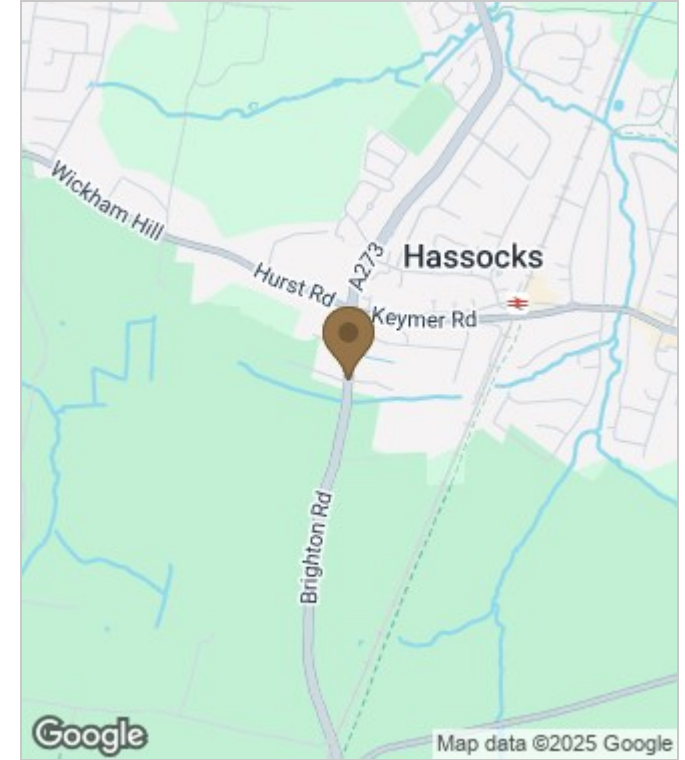 Wickham Hill
A273
Hassocks
Hurst Rd
Keymer Rd
Brighton Rd
Google
Map data ©2025 Google